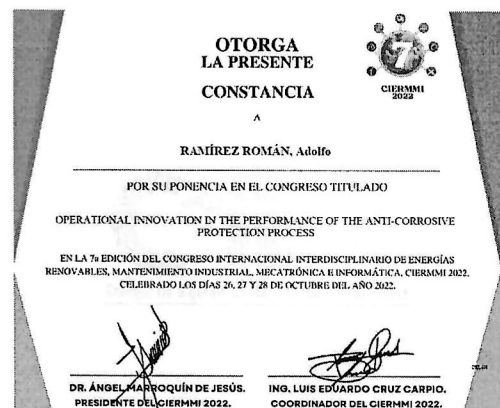 OTORGA
LA PRESENTE
CONSTANCIA
A
7
CIERMMI
2022
RAMÍREZ ROMÁN, Adolfo
POR SU PONENCIA EN EL CONGRESO TITULADO
OPERATIONAL INNOVATION IN THE PERFORMANCE OF THE ANTI-CORROSIVE
PROTECTION PROCESS
EN LA 7a EDICIÓN DEL CONGRESO INTERNACIONAL INTERDISCIPLINARIO DE ENERGÍAS
RENOVABLES, MANTENIMIENTO INDUSTRIAL, MECATRÓNICA E INFORMÁTICA, CIERMMI 2022.
CELEBRADO LOS DÍAS 26, 27 Y 28 DE OCTUBRE DEL AÑO 2022.
DR. ÁNGEL MARROQUÍN DE JESÚS.
PRESIDENTE DEL CIERMMI 2022.
ING. LUIS EDUARDO CRUZ CARPIO.
COORDINADOR DEL CIERMMI 2022.